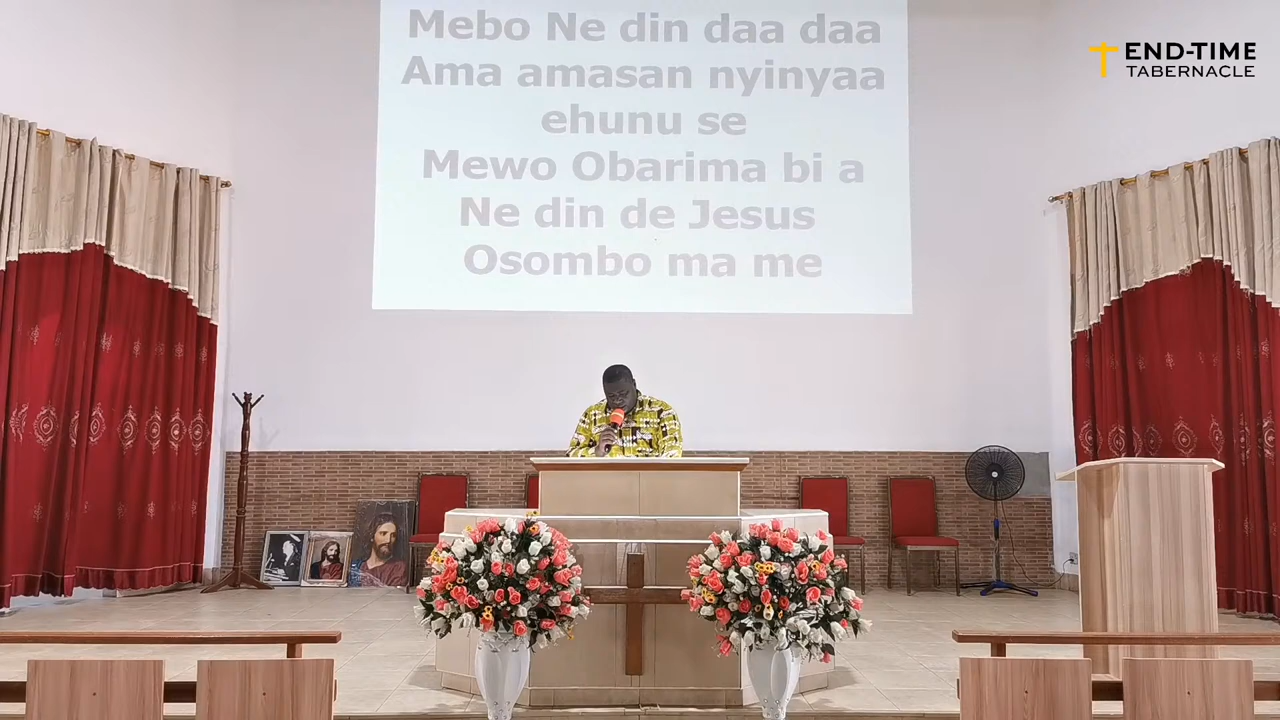 Mebo Ne din daa daa
Ama amasan nyinyaa
ehunu se
Mewo Obarima bi a
Ne din de Jesus
Osombo ma me
END-TIME
TABERNACLE